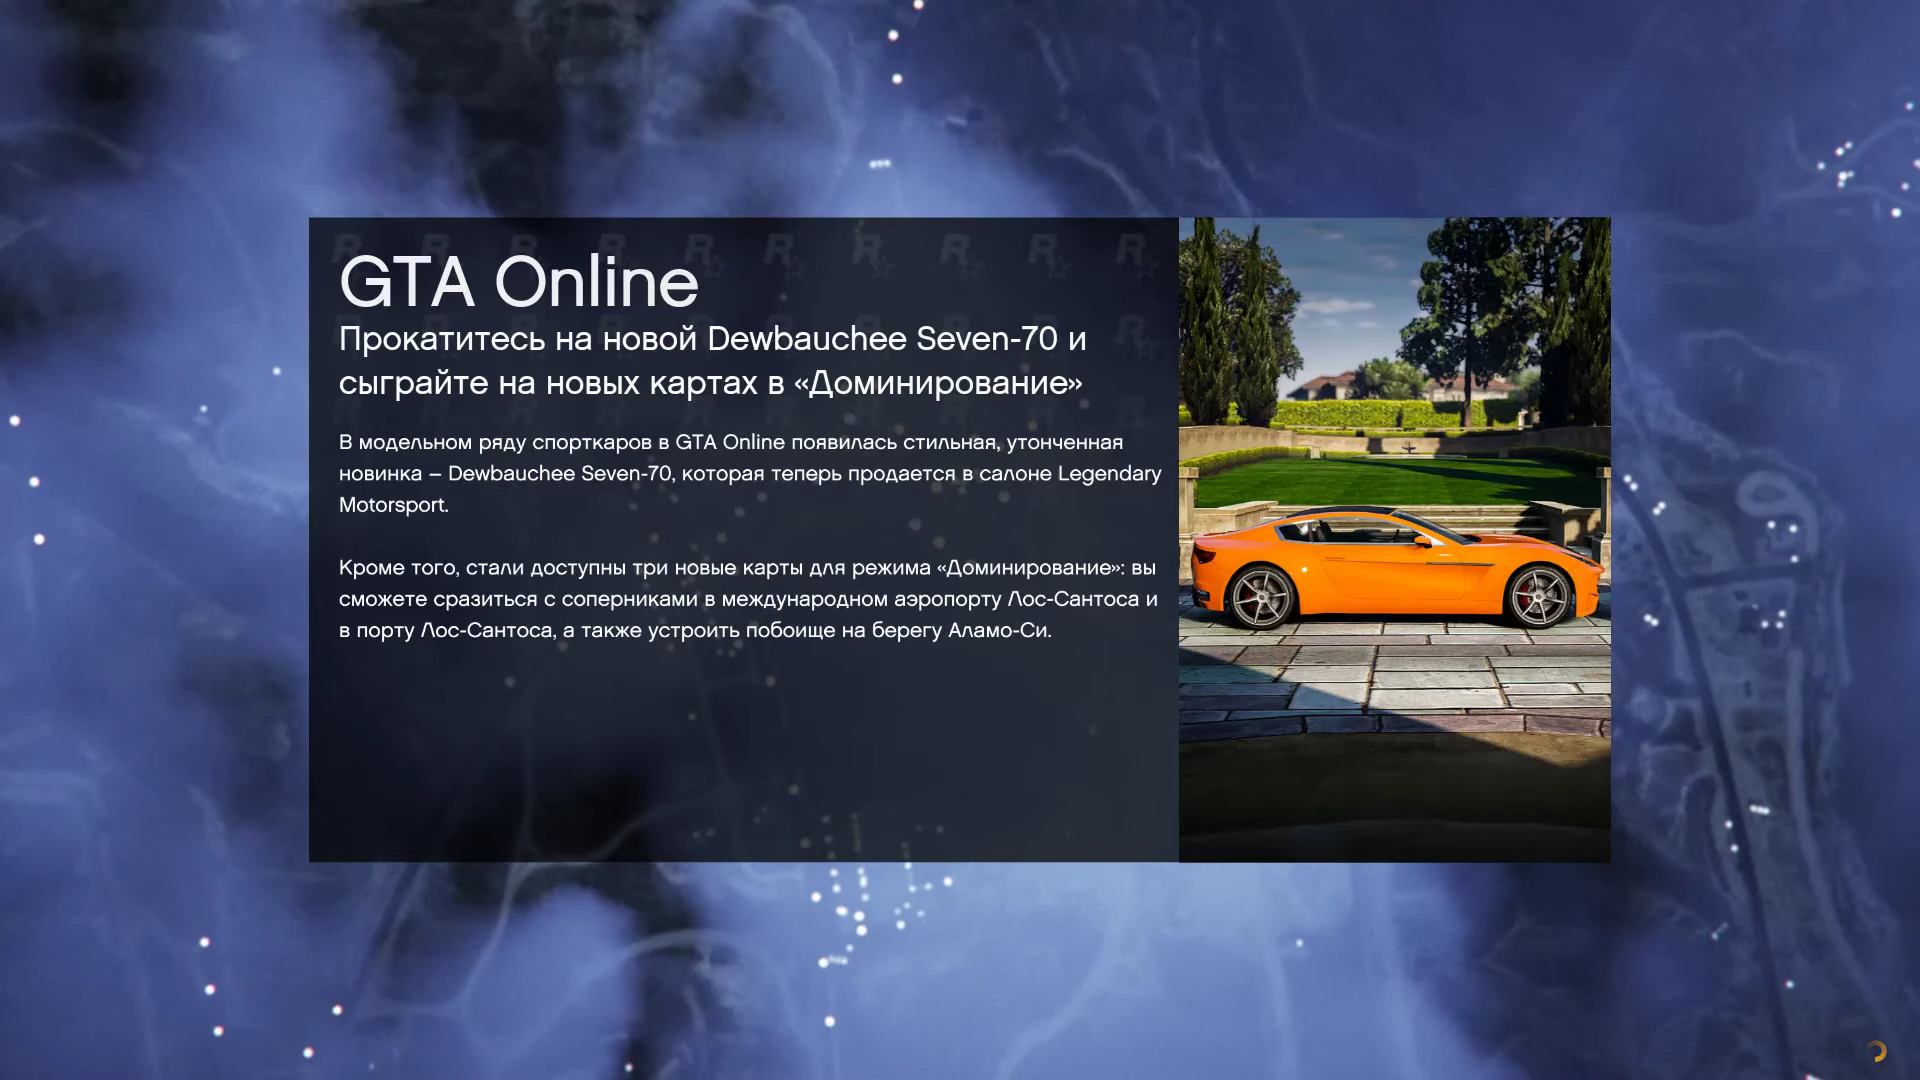 GTA Online
Прокатитесь на новой Dewbauchee Seven-70 и
сыграйте на новых картах в «Доминирование»
В модельном ряду спорткаров в GTA Online появилась стильная, утонченная
новинка – Dewbauchee Seven-70, которая теперь продается в салоне Legendary
Motorsport.
Кроме того, стали доступны три новые карты для режима «Доминирование»: вы
сможете сразиться с соперниками в международном аэропорту Лос-Сантоса и
в порту Лос-Сантоса, а также устроить побоище на берегу Аламо-Си.